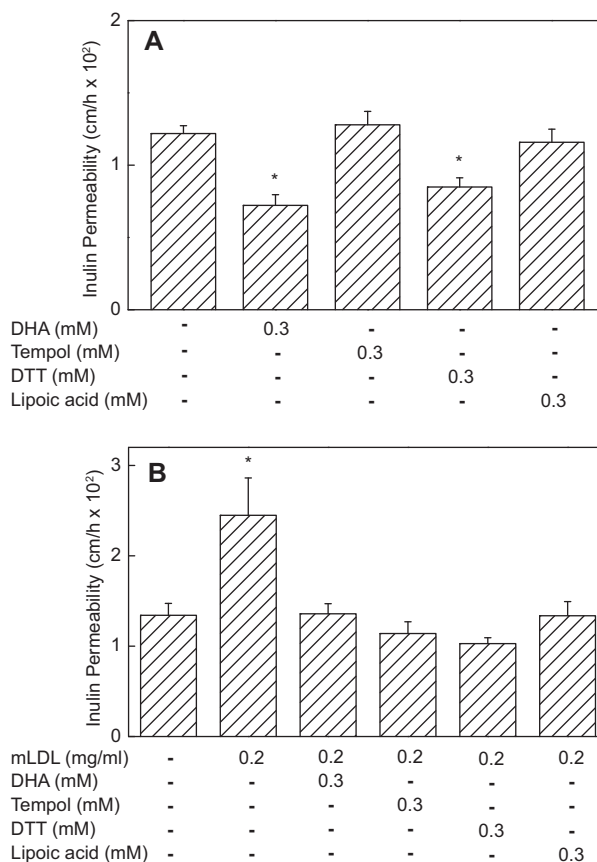 2
A
Inulin Permeability (cm/h x 10²)
*
*
1
0
DHA (mM) - 0.3 - - -
Tempol (mM) - - 0.3 - -
DTT (mM) - - - 0.3 -
Lipoic acid (mM) - - - - 0.3
3
B
*
Inulin Permeability (cm/h x 10²)
2
1
0
mLDL (mg/ml) - 0.2 0.2 0.2 0.2 0.2
DHA (mM) - - 0.3 - - -
Tempol (mM) - - - 0.3 - -
DTT (mM) - - - - 0.3 -
Lipoic acid (mM) - - - - - 0.3